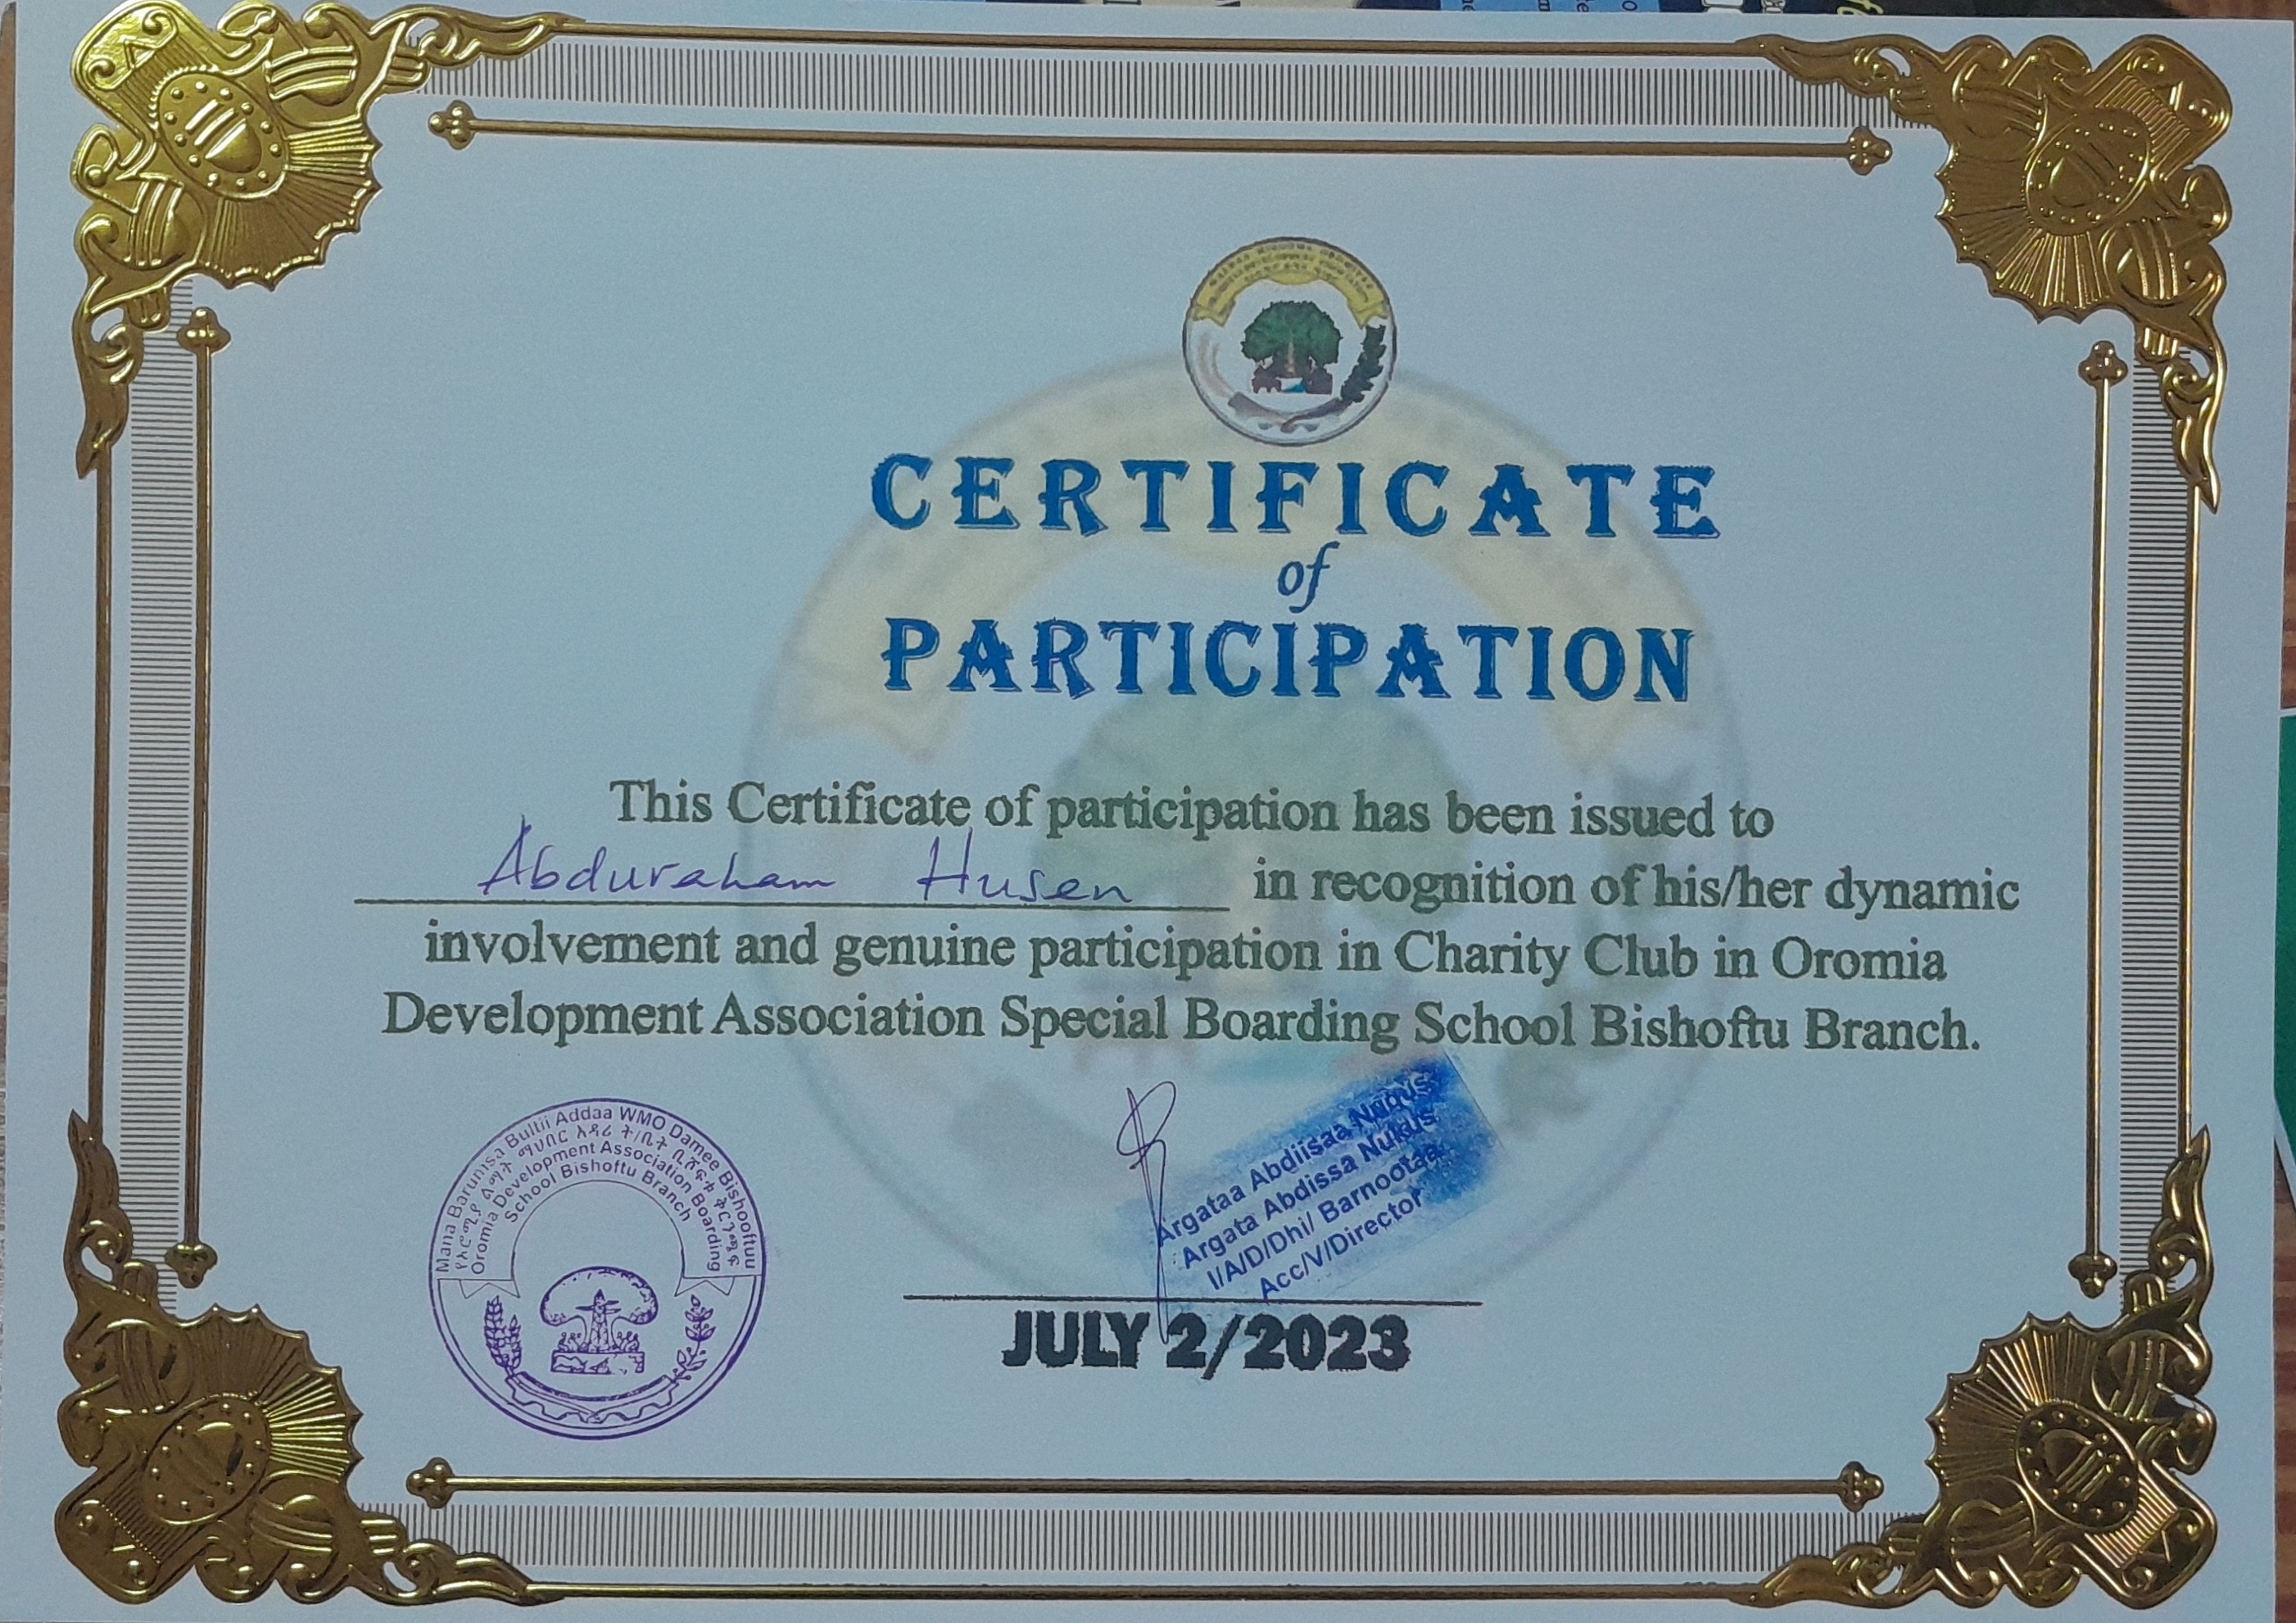 CERTIFICATE
of
PARTICIPATION
This Certificate of participation has been issued to
Abduraham Husen in recognition of his/her dynamic
involvement and genuine participation in Charity Club in Oromia
Development Association Special Boarding School Bishoftu Branch.
Mana Barumsa Bultii Addaa WMO Damee Bishooftuu
የኦሮሚያ ልማት ማህበር አዳሪ ት/ቤት ቢሾፍቱ ቅርንጫፍ
Oromia Development Association Boarding
School Bishoftu Branch
Argataa Abdiisaa Nuqus
Argata Abdissa Nukus
I/A/D/Dhi/ Barnootaa
Acc/V/Director
JULY 2/2023